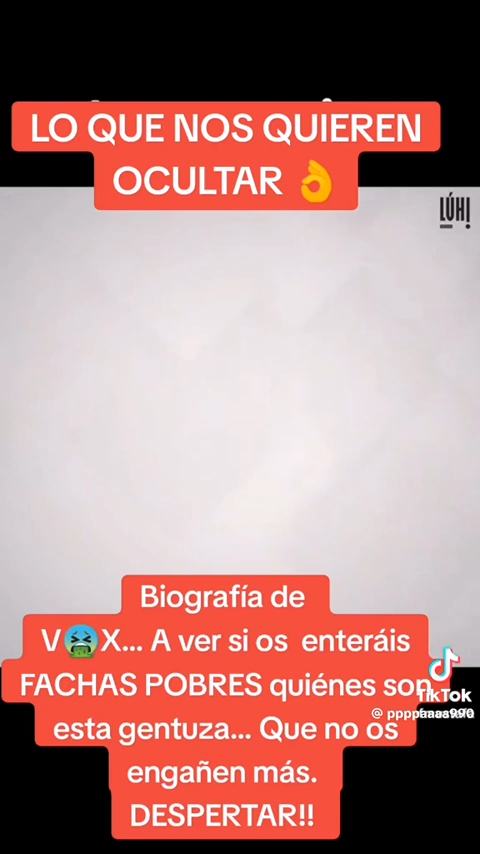 LO QUE NOS QUIEREN
OCULTAR 👌
LÚH!
Biografía de
V🤮X... A ver si os enteráis
FACHAS POBRES quiénes son
esta gentuza... Que no os
engañen más.
DESPERTAR!!
TikTok